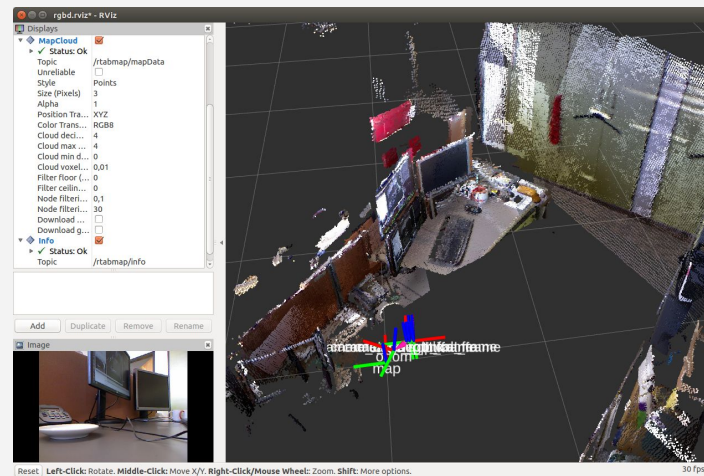 rgbd.rviz* - RViz
Displays
MapCloud
Status: Ok
Topic /rtabmap/mapData
Unreliable
Style Points
Size (Pixels) 3
Alpha 1
Position Tra... XYZ
Color Trans... RGB8
Cloud deci... 4
Cloud max ... 4
Cloud min d... 0
Cloud voxel... 0,01
Filter floor (... 0
Filter ceilin... 0
Node filteri... 0,1
Node filteri... 30
Download ...
Download g...
Info
Status: Ok
Topic /rtabmap/info
Add Duplicate Remove Rename
Image
odom
map
Reset Left-Click: Rotate. Middle-Click: Move X/Y. Right-Click/Mouse Wheel: Zoom. Shift: More options. 30 fps